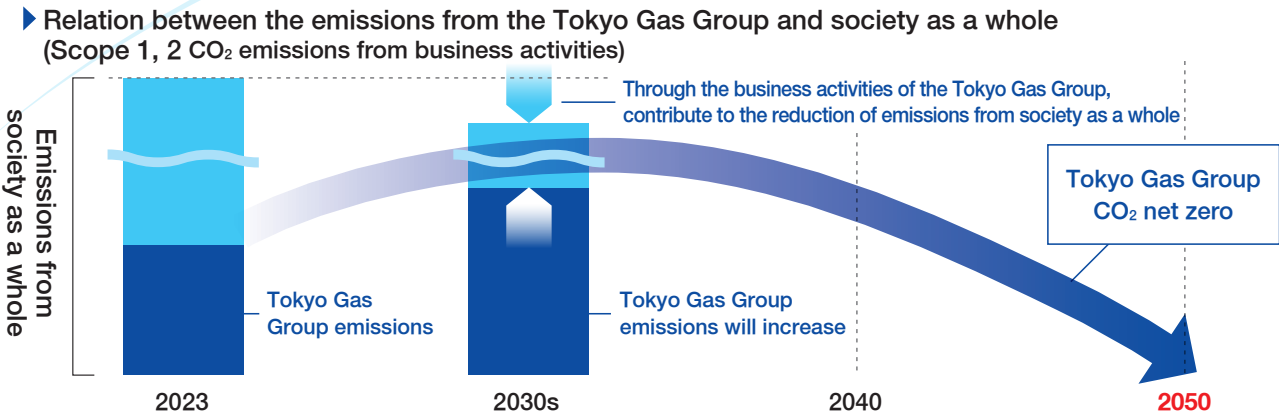 Relation between the emissions from the Tokyo Gas Group and society as a whole
(Scope 1, 2 CO₂ emissions from business activities)
Through the business activities of the Tokyo Gas Group,
contribute to the reduction of emissions from society as a whole
Emissions from
society as a whole
Tokyo Gas Group
CO₂ net zero
Tokyo Gas
Group emissions
Tokyo Gas Group
emissions will increase
2023
2030s
2040
2050